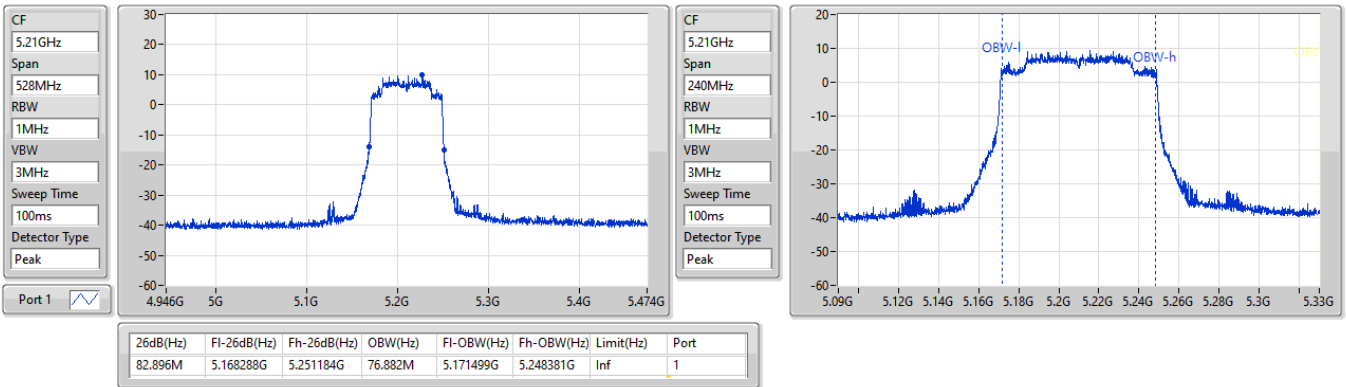 CF
5.21GHz
Span
528MHz
RBW
1MHz
VBW
3MHz
Sweep Time
100ms
Detector Type
Peak
Port 1
30
20
10
0
-10
-20
-30
-40
-50
-60
4.946G 5G 5.1G 5.2G 5.3G 5.4G 5.474G
CF
5.21GHz
Span
240MHz
RBW
1MHz
VBW
3MHz
Sweep Time
100ms
Detector Type
Peak
20
10
0
-10
-20
-30
-40
-50
-60
OBW-l
OBW-h
5.09G 5.12G 5.14G 5.16G 5.18G 5.2G 5.22G 5.24G 5.26G 5.28G 5.3G 5.33G
26dB(Hz) Fl-26dB(Hz) Fh-26dB(Hz) OBW(Hz) Fl-OBW(Hz) Fh-OBW(Hz) Limit(Hz) Port
82.896M 5.168288G 5.251184G 76.882M 5.171499G 5.248381G Inf 1